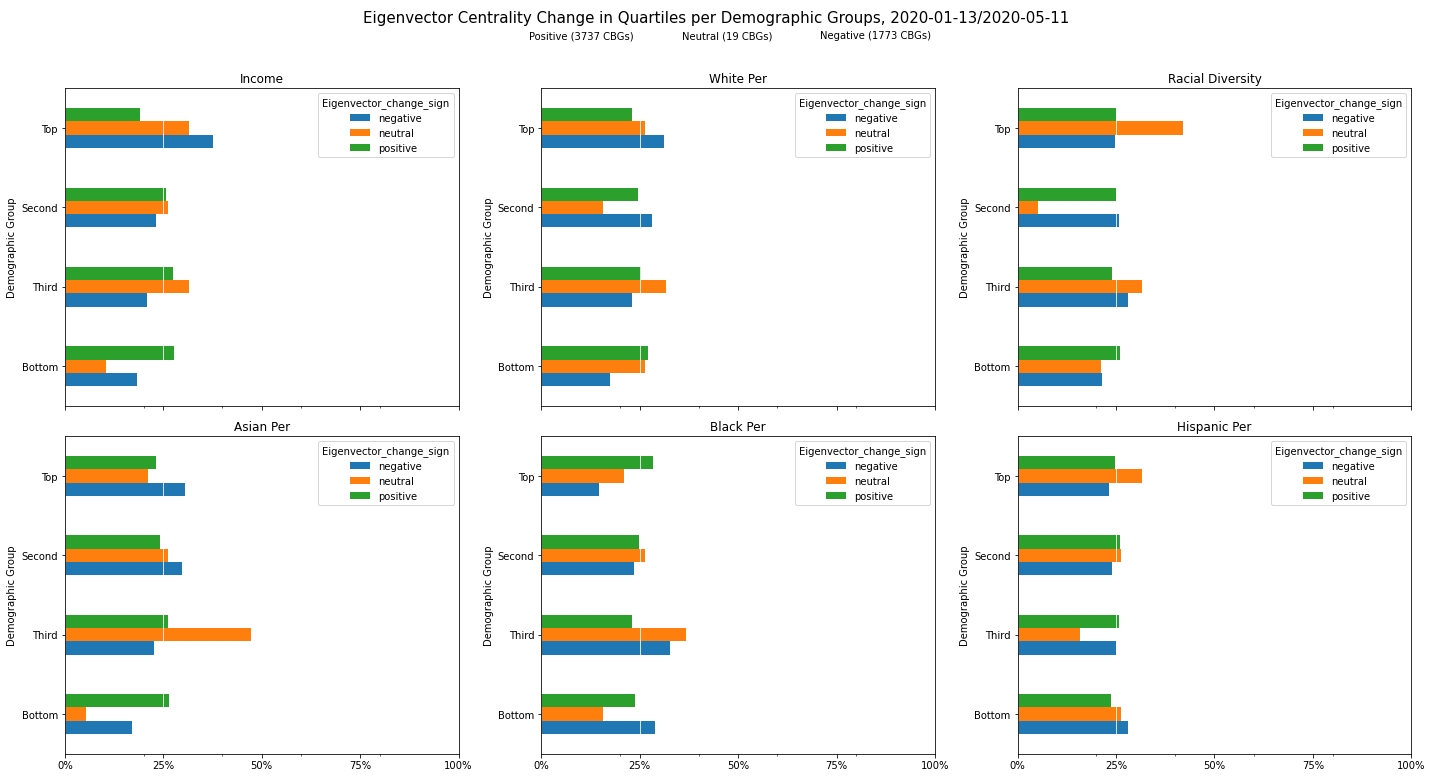 Eigenvector Centrality Change in Quartiles per Demographic Groups, 2020-01-13/2020-05-11
Positive (3737 CBGs) Neutral (19 CBGs) Negative (1773 CBGs)
Income
Eigenvector_change_sign
negative
neutral
positive
Demographic Group
Top
Second
Third
Bottom
White Per
Eigenvector_change_sign
negative
neutral
positive
Demographic Group
Top
Second
Third
Bottom
Racial Diversity
Eigenvector_change_sign
negative
neutral
positive
Demographic Group
Top
Second
Third
Bottom
Asian Per
Eigenvector_change_sign
negative
neutral
positive
Demographic Group
Top
Second
Third
Bottom
0% 25% 50% 75% 100%
Black Per
Eigenvector_change_sign
negative
neutral
positive
Demographic Group
Top
Second
Third
Bottom
0% 25% 50% 75% 100%
Hispanic Per
Eigenvector_change_sign
negative
neutral
positive
Demographic Group
Top
Second
Third
Bottom
0% 25% 50% 75% 100%